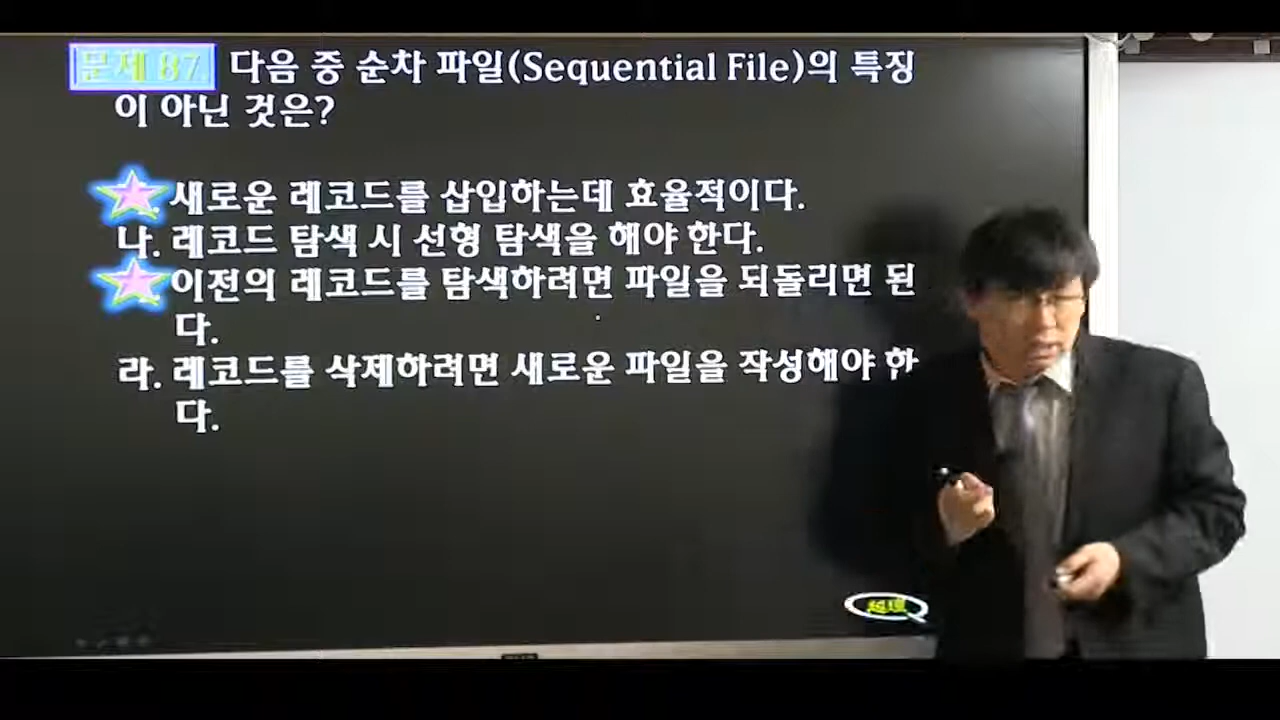 문제 87. 다음 중 순차 파일(Sequential File)의 특징
이 아닌 것은?
새로운 레코드를 삽입하는데 효율적이다.
나. 레코드 탐색 시 선형 탐색을 해야 한다.
이전의 레코드를 탐색하려면 파일을 되돌리면 된
다.
라. 레코드를 삭제하려면 새로운 파일을 작성해야 한
다.